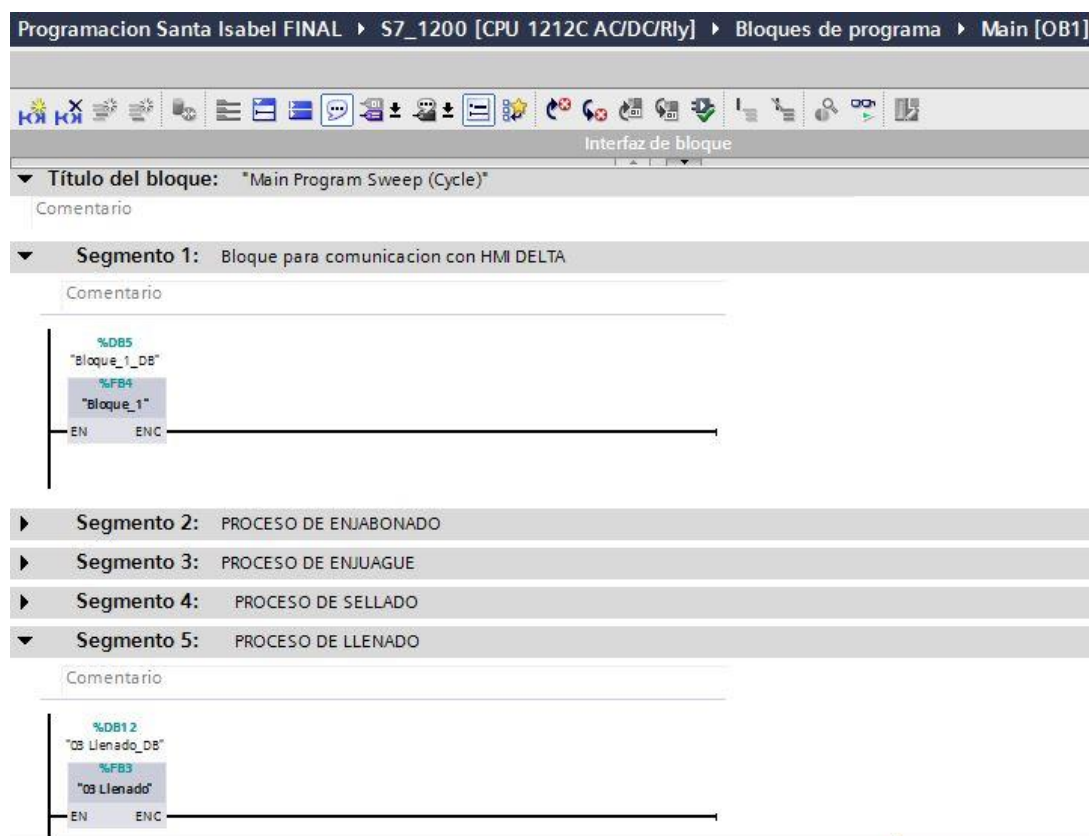 Programacion Santa Isabel FINAL ▸ S7_1200 [CPU 1212C AC/DC/Rly] ▸ Bloques de programa ▸ Main [OB1]
Interfaz de bloque
Título del bloque: "Main Program Sweep (Cycle)"
Comentario
Segmento 1: Bloque para comunicacion con HMI DELTA
Comentario
%DB5
"Bloque_1_DB"
%FB4
"Bloque_1"
EN ENO
Segmento 2: PROCESO DE ENJABONADO
Segmento 3: PROCESO DE ENJUAGUE
Segmento 4: PROCESO DE SELLADO
Segmento 5: PROCESO DE LLENADO
Comentario
%DB12
"03 Llenado_DB"
%FB3
"03 Llenado"
EN ENO